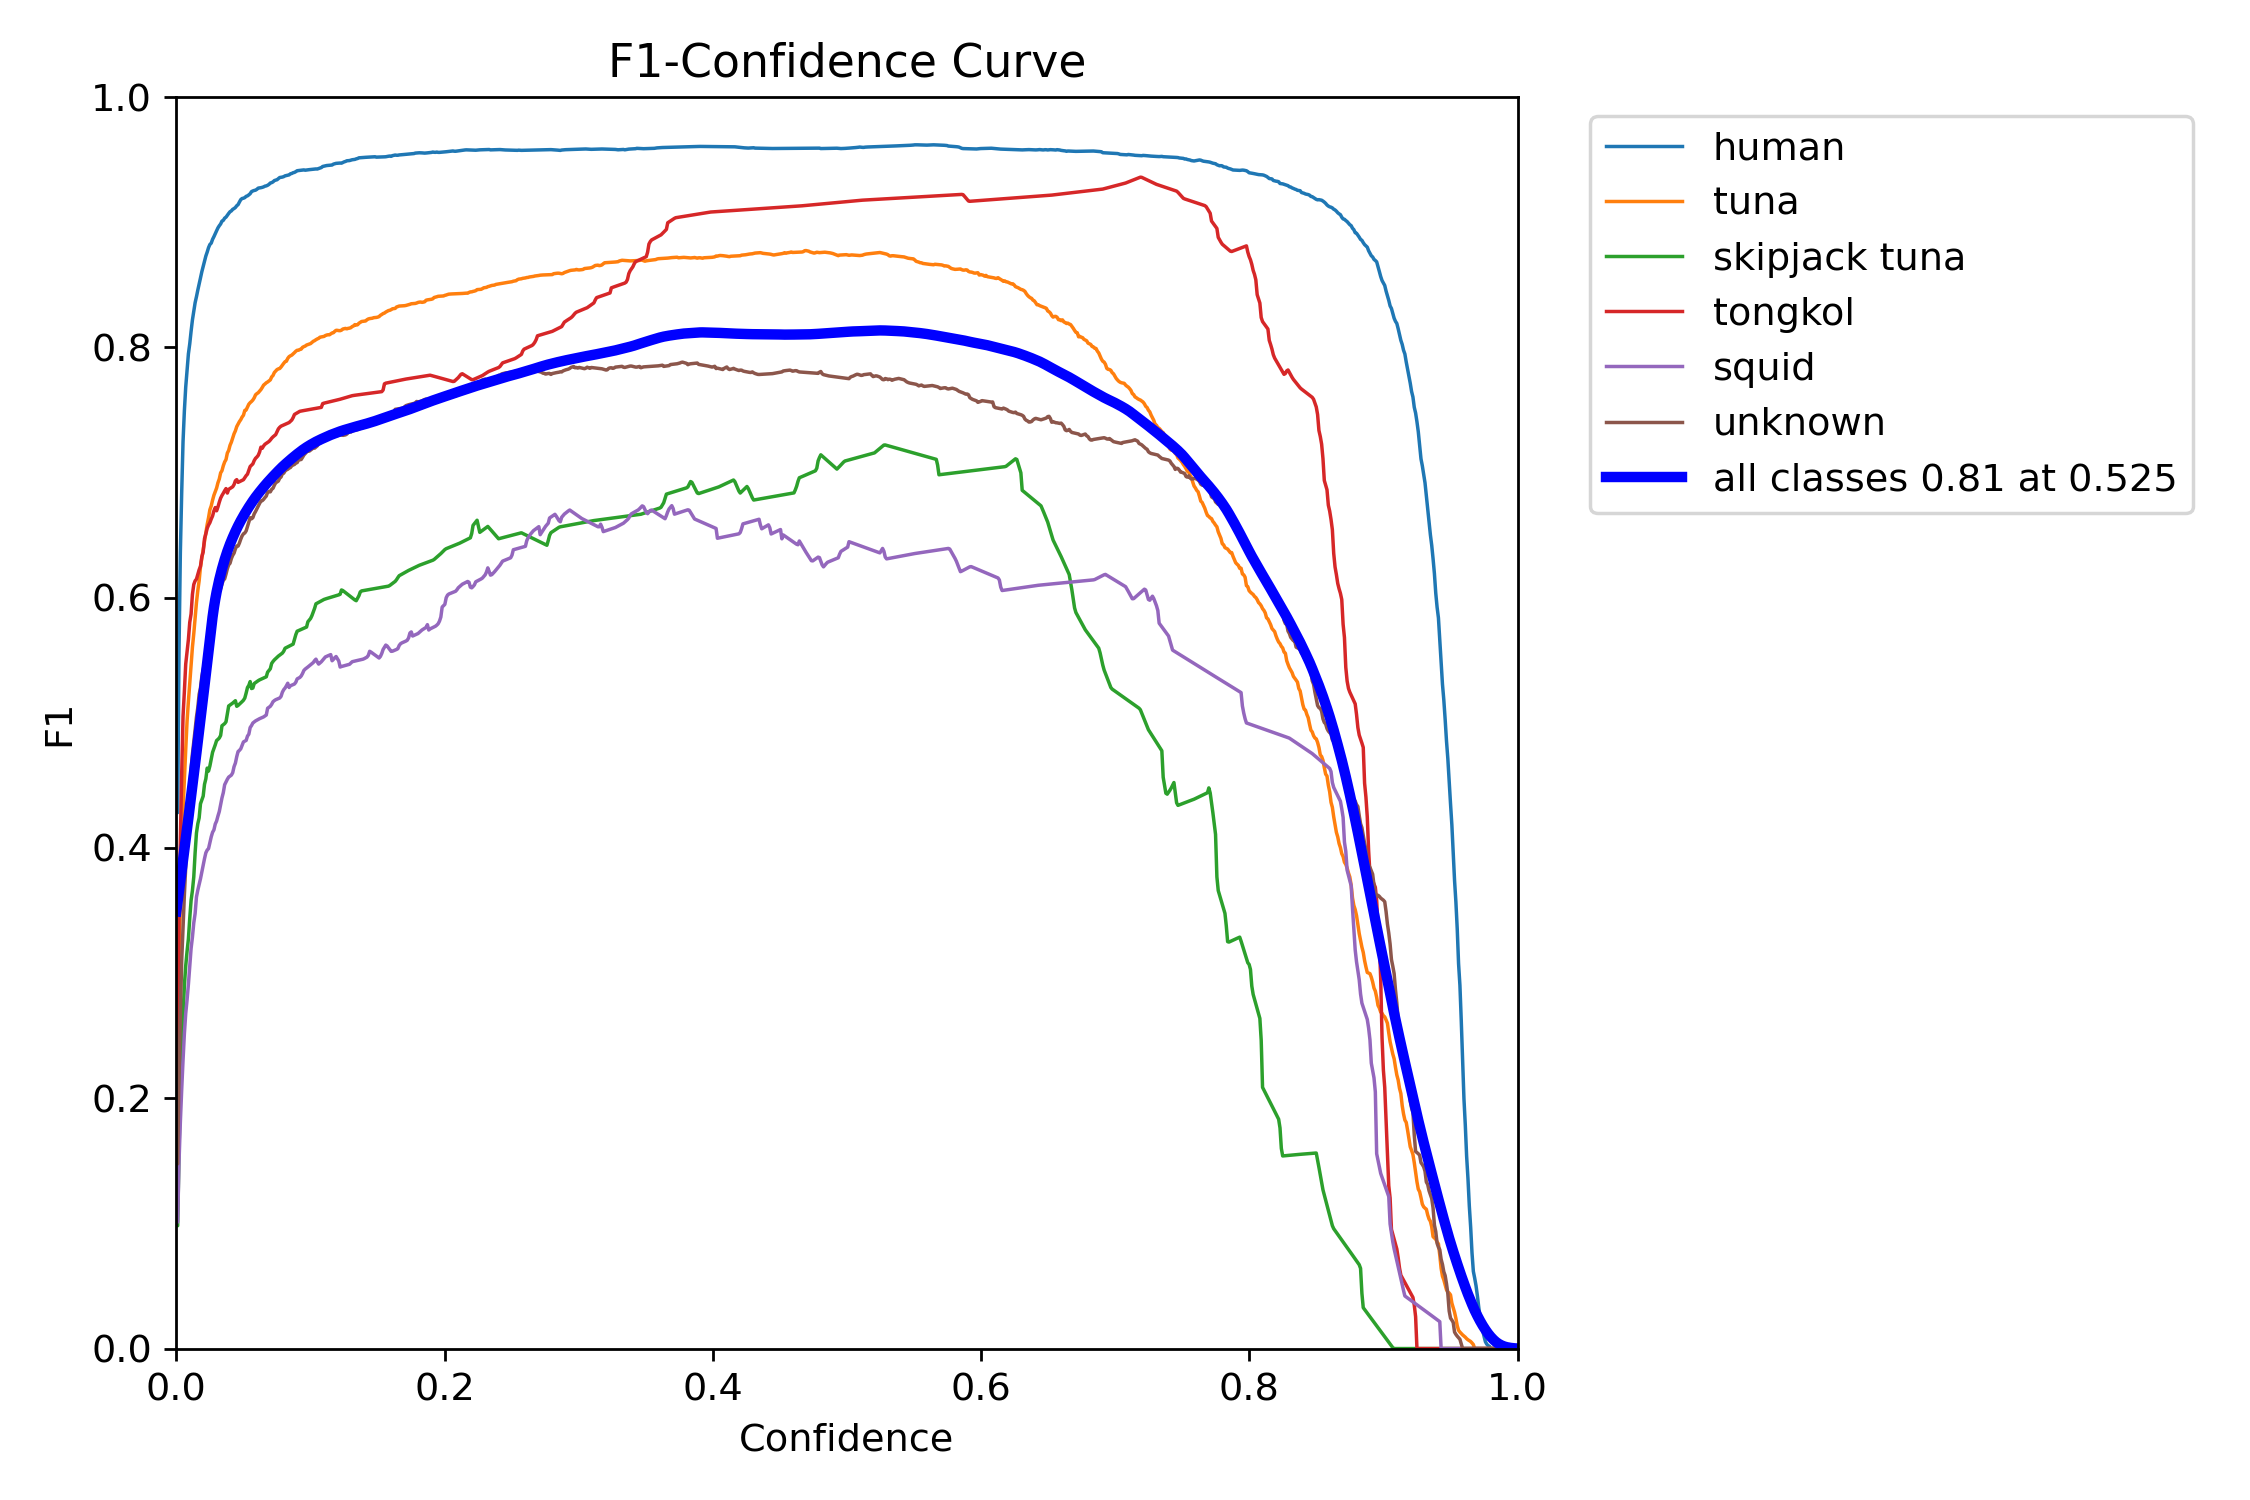 F1-Confidence Curve
1.0
0.8
0.6
0.4
0.2
0.0
F1
0.0 0.2 0.4 0.6 0.8 1.0
Confidence
human
tuna
skipjack tuna
tongkol
squid
unknown
all classes 0.81 at 0.525